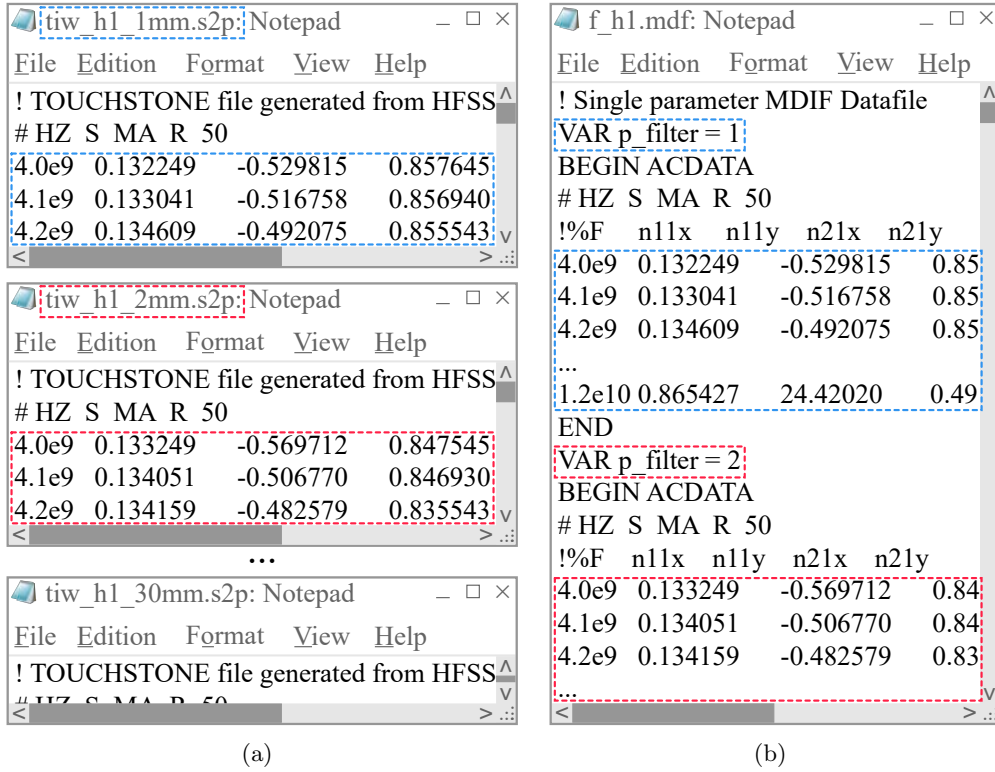 tiw_h1_1mm.s2p: Notepad
File Edition Format View Help
! TOUCHSTONE file generated from HFSS
# HZ S MA R 50
4.0e9 0.132249 -0.529815 0.857645
4.1e9 0.133041 -0.516758 0.856940
4.2e9 0.134609 -0.492075 0.855543
tiw_h1_2mm.s2p: Notepad
File Edition Format View Help
! TOUCHSTONE file generated from HFSS
# HZ S MA R 50
4.0e9 0.133249 -0.569712 0.847545
4.1e9 0.134051 -0.506770 0.846930
4.2e9 0.134159 -0.482579 0.835543
...
tiw_h1_30mm.s2p: Notepad
File Edition Format View Help
! TOUCHSTONE file generated from HFSS
# HZ S MA R 50
(a)
f_h1.mdf: Notepad
File Edition Format View Help
! Single parameter MDIF Datafile
VAR p_filter = 1
BEGIN ACDATA
# HZ S MA R 50
!%F n11x n11y n21x n21y
4.0e9 0.132249 -0.529815 0.85
4.1e9 0.133041 -0.516758 0.85
4.2e9 0.134609 -0.492075 0.85
...
1.2e10 0.865427 24.42020 0.49
END
VAR p_filter = 2
BEGIN ACDATA
# HZ S MA R 50
!%F n11x n11y n21x n21y
4.0e9 0.133249 -0.569712 0.84
4.1e9 0.134051 -0.506770 0.84
4.2e9 0.134159 -0.482579 0.83
...
(b)